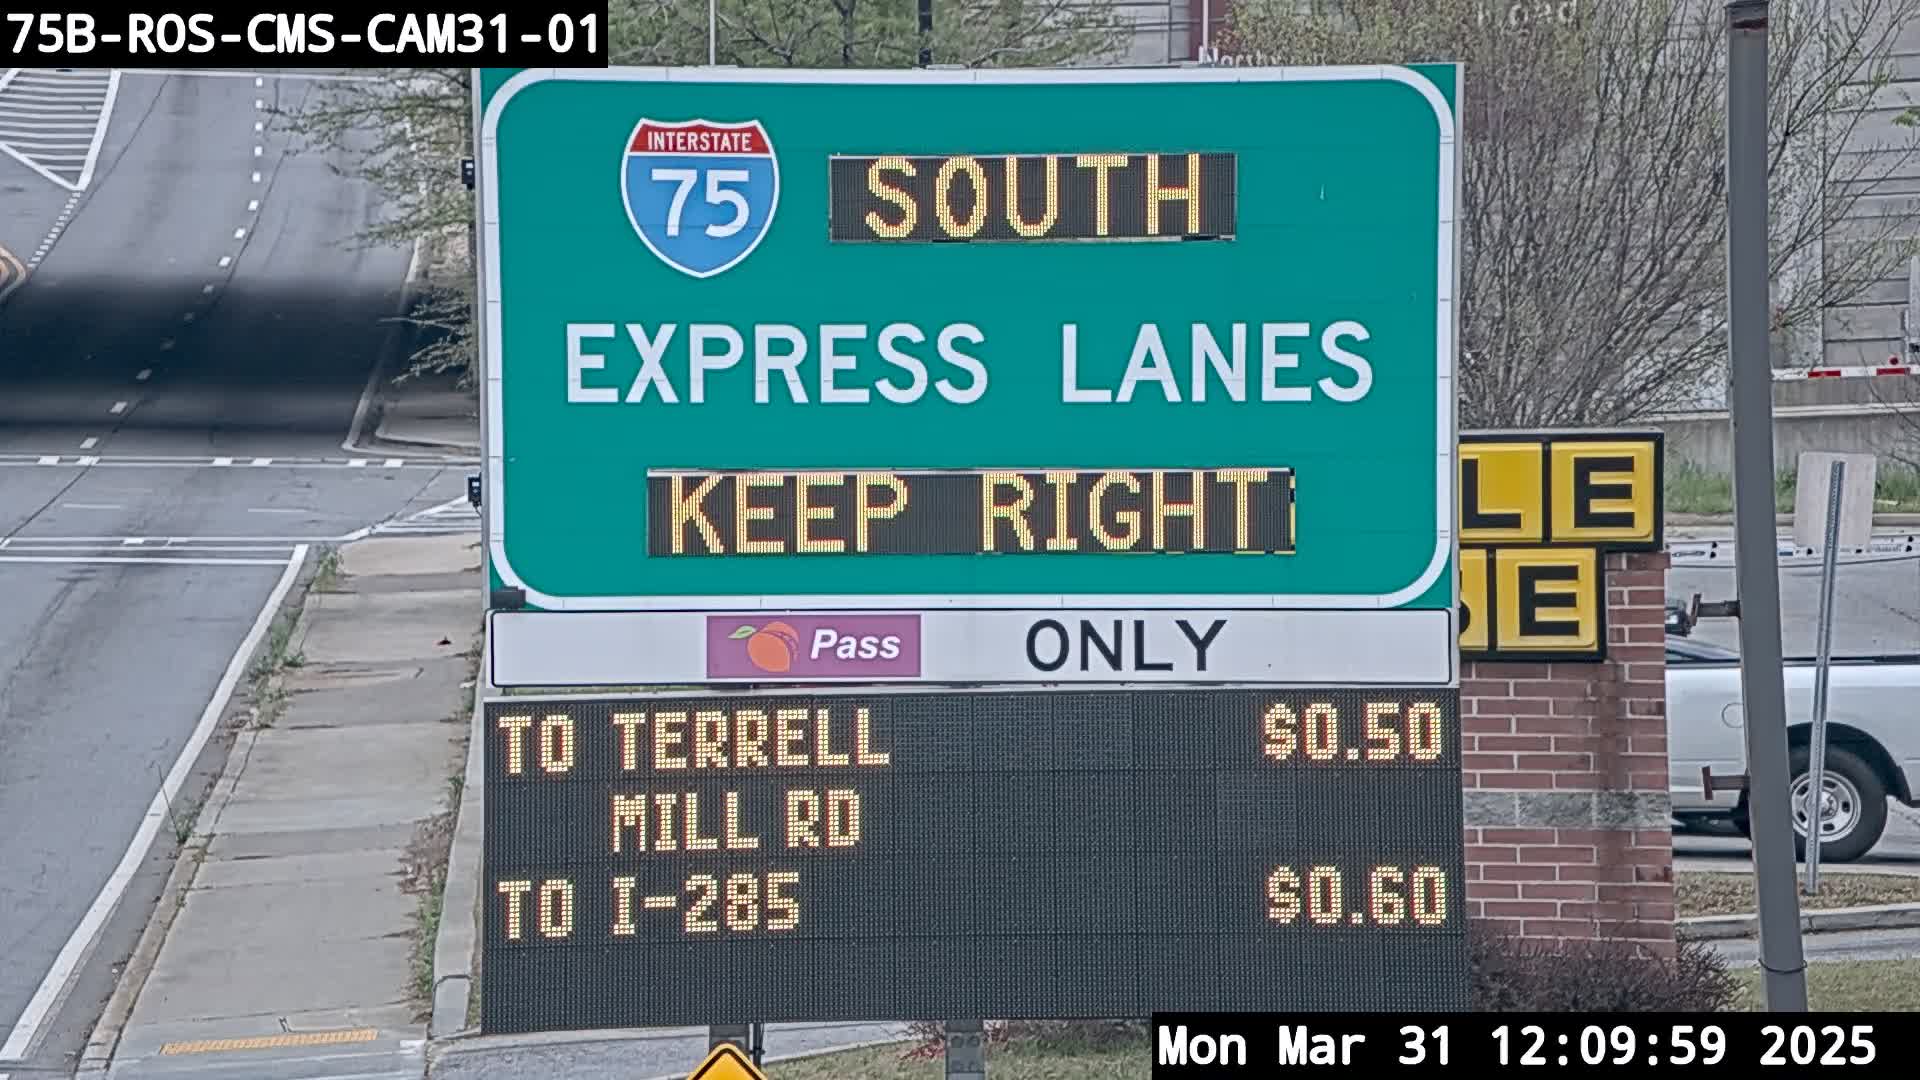 75B-ROS-CMS-CAM31-01
INTERSTATE
75
SOUTH
EXPRESS LANES
KEEP RIGHT
Pass ONLY
TO TERRELL $0.50
MILL RD
TO I-285 $0.60
LE
E
Mon Mar 31 12:09:59 2025